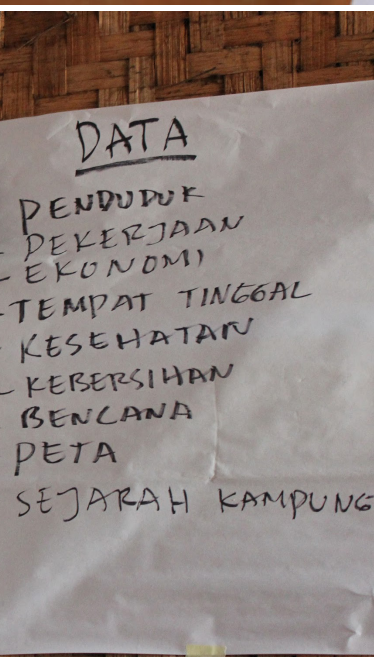 DATA
PENDUDUK
- PEKERJAAN
- EKONOMI
- TEMPAT TINGGAL
- KESEHATAN
- KEBERSIHAN
- BENCANA
PETA
SEJARAH KAMPUNG